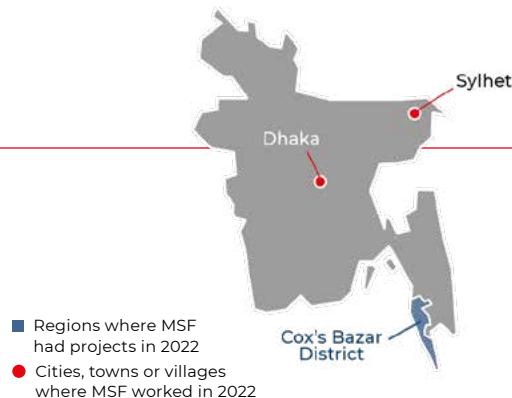 Sylhet
Dhaka
Cox's Bazar
District
Regions where MSF
had projects in 2022
Cities, towns or villages
where MSF worked in 2022